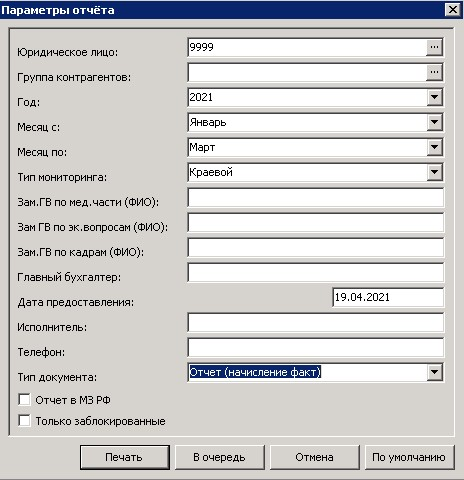 Параметры отчёта
Юридическое лицо: 9999 ...
Группа контрагентов: ...
Год: 2021
Месяц с: Январь
Месяц по: Март
Тип мониторинга: Краевой
Зам.ГВ по мед.части (ФИО):
Зам ГВ по эк.вопросам (ФИО):
Зам.ГВ по кадрам (ФИО):
Главный бухгалтер:
Дата предоставления: 19.04.2021
Исполнитель:
Телефон:
Тип документа: Отчет (начисление факт)
Отчет в МЗ РФ
Только заблокированные
Печать В очередь Отмена По умолчанию